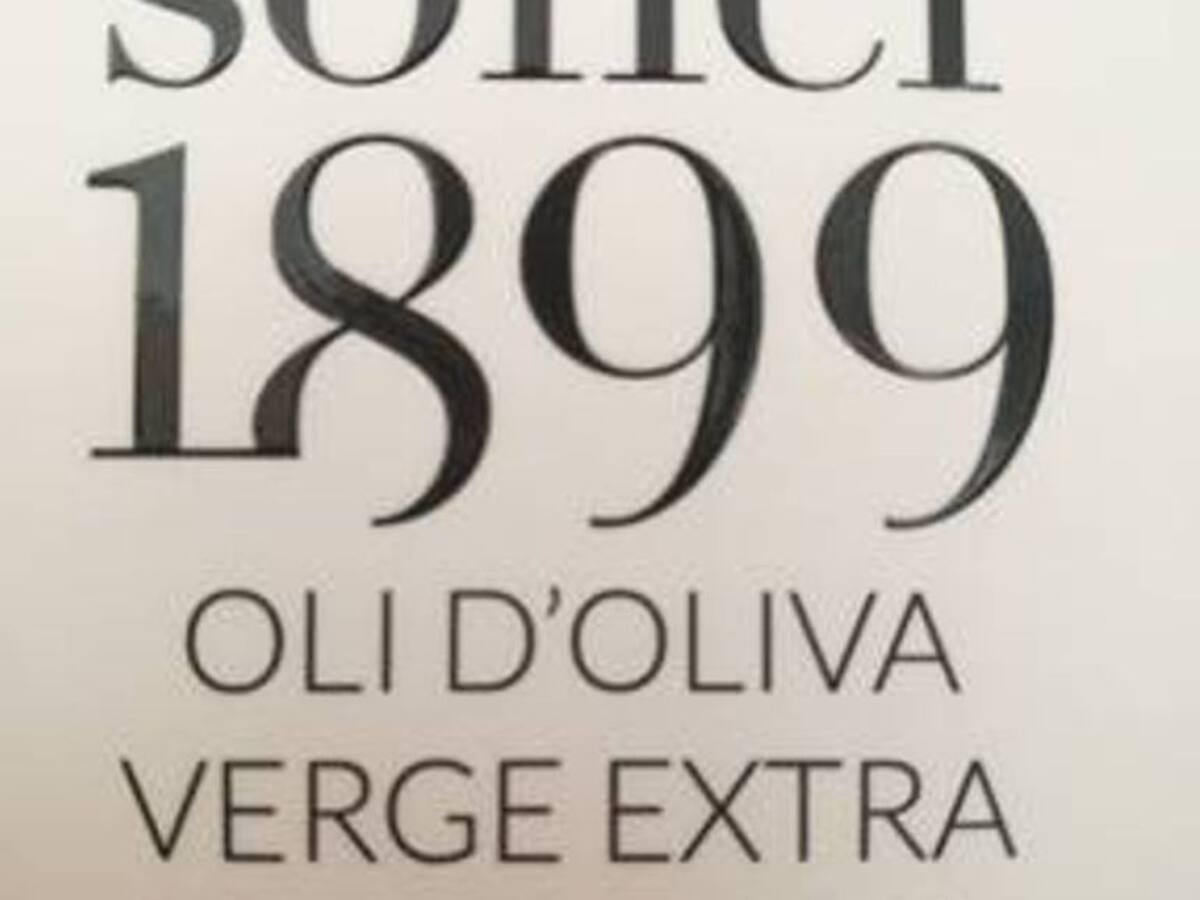 1899
OLI D'OLIVA
VERGE EXTRA